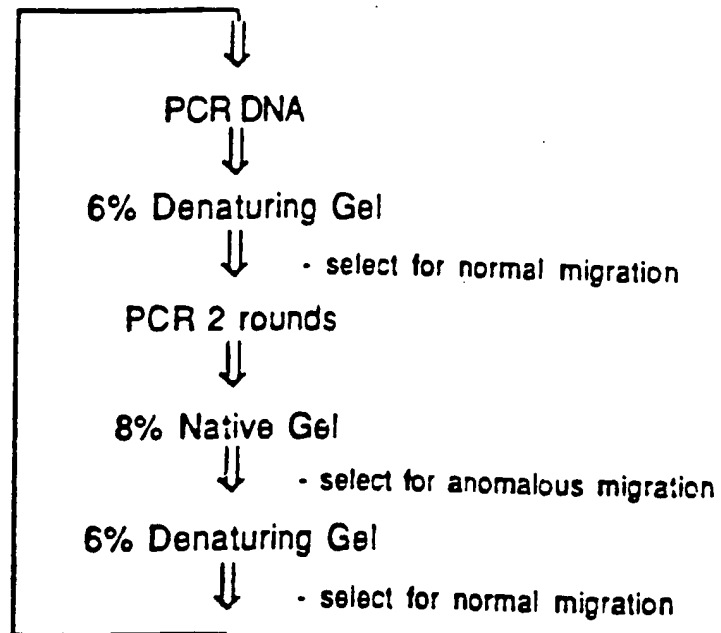 PCR DNA
6% Denaturing Gel
- select for normal migration
PCR 2 rounds
8% Native Gel
- select for anomalous migration
6% Denaturing Gel
- select for normal migration